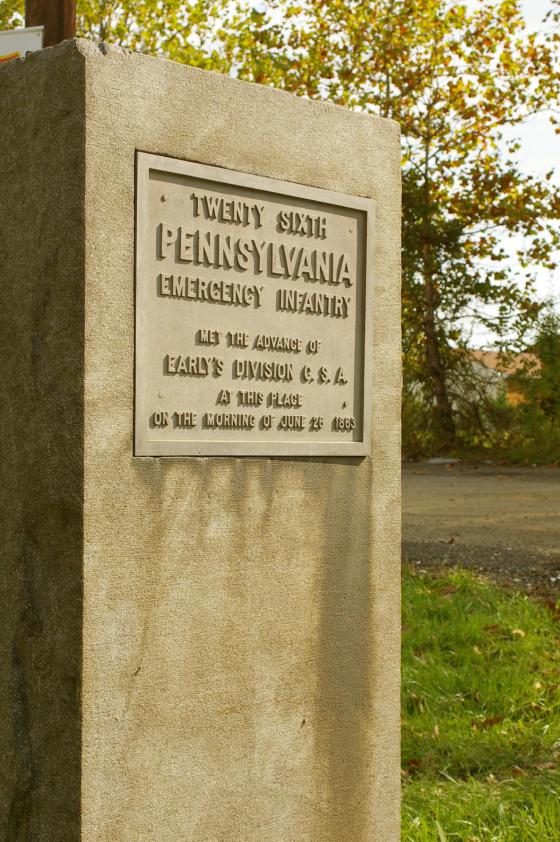 TWENTY SIXTH
PENNSYLVANIA
EMERGENCY INFANTRY
MET THE ADVANCE OF
EARLY'S DIVISION C. S. A.
AT THIS PLACE
ON THE MORNING OF JUNE 26 1863